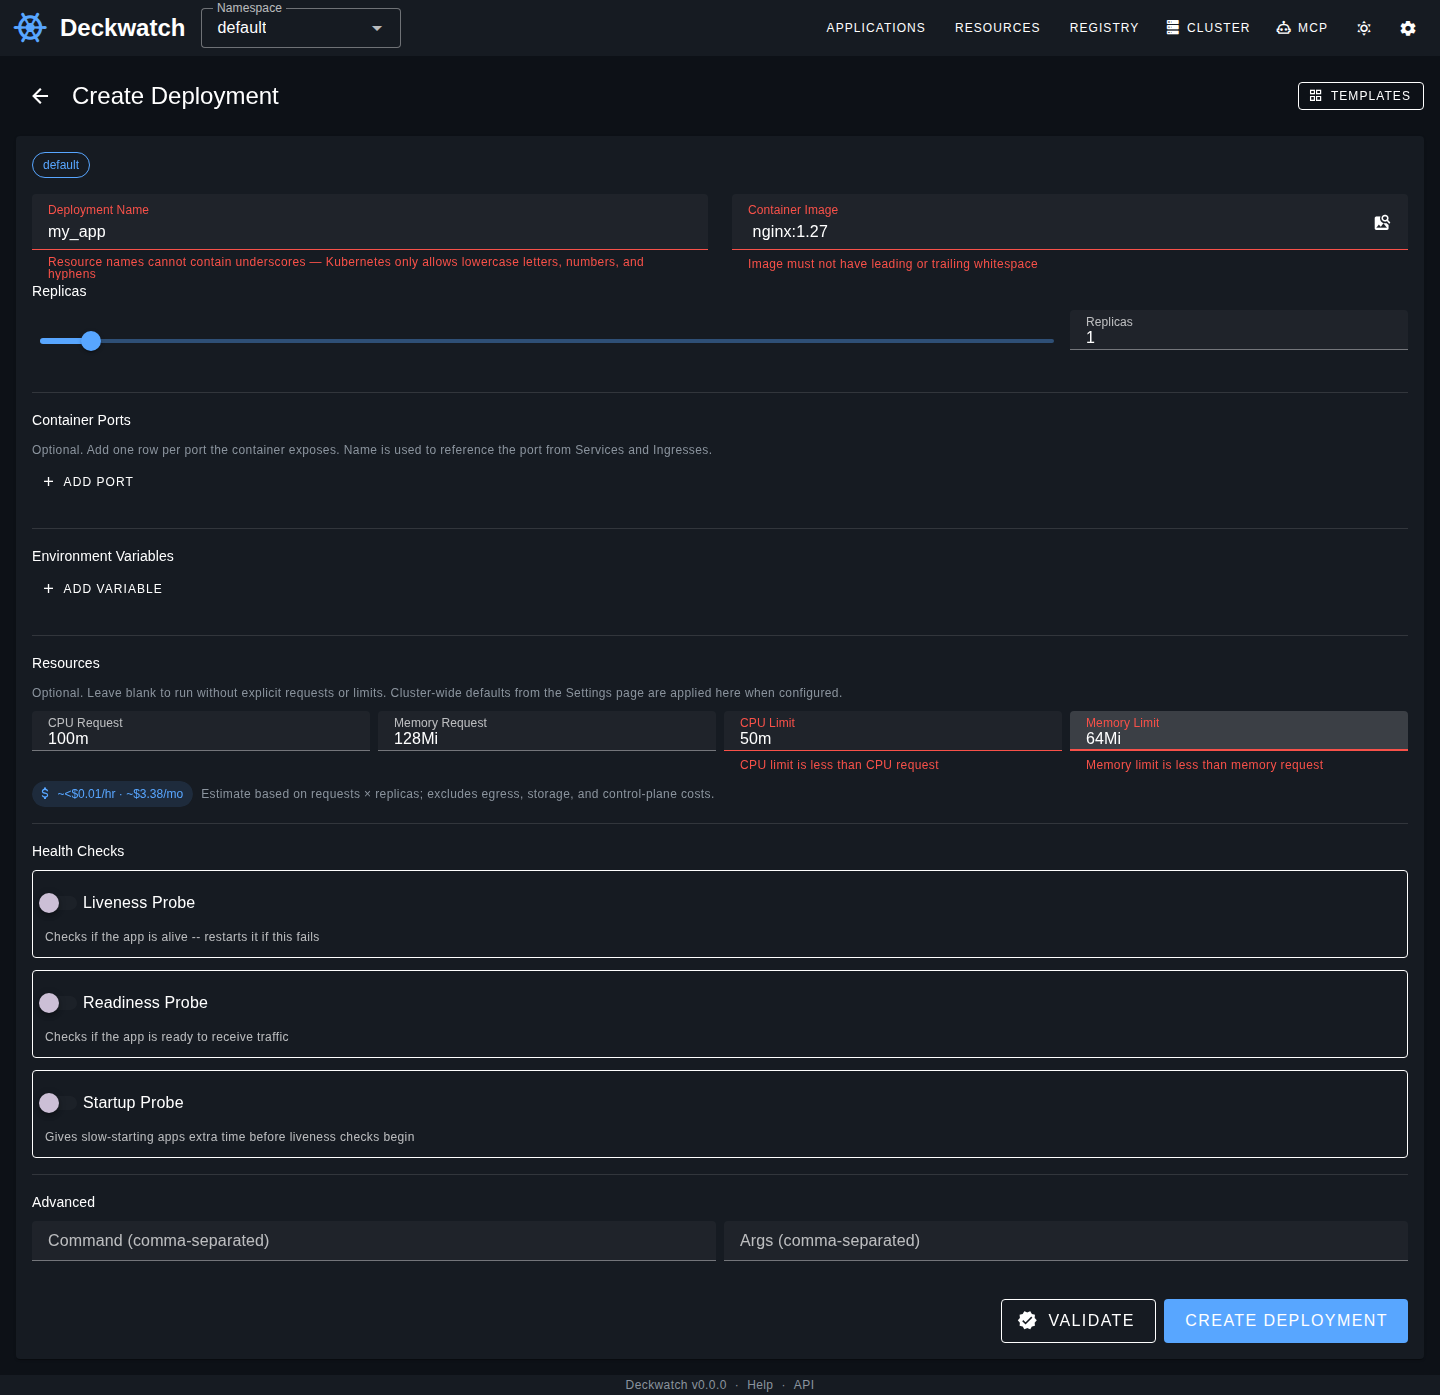 Deckwatch
Namespace
default
APPLICATIONS
RESOURCES
REGISTRY
CLUSTER
MCP
Create Deployment
TEMPLATES
default
Deployment Name
my_app
Resource names cannot contain underscores — Kubernetes only allows lowercase letters, numbers, and
hyphens
Container Image
nginx:1.27
Image must not have leading or trailing whitespace
Replicas
Replicas
1
Container Ports
Optional. Add one row per port the container exposes. Name is used to reference the port from Services and Ingresses.
+ ADD PORT
Environment Variables
+ ADD VARIABLE
Resources
Optional. Leave blank to run without explicit requests or limits. Cluster-wide defaults from the Settings page are applied here when configured.
CPU Request
100m
Memory Request
128Mi
CPU Limit
50m
CPU limit is less than CPU request
Memory Limit
64Mi
Memory limit is less than memory request
$ ~<$0.01/hr · ~$3.38/mo
Estimate based on requests × replicas; excludes egress, storage, and control-plane costs.
Health Checks
Liveness Probe
Checks if the app is alive -- restarts it if this fails
Readiness Probe
Checks if the app is ready to receive traffic
Startup Probe
Gives slow-starting apps extra time before liveness checks begin
Advanced
Command (comma-separated)
Args (comma-separated)
VALIDATE
CREATE DEPLOYMENT
Deckwatch v0.0.0 · Help · API